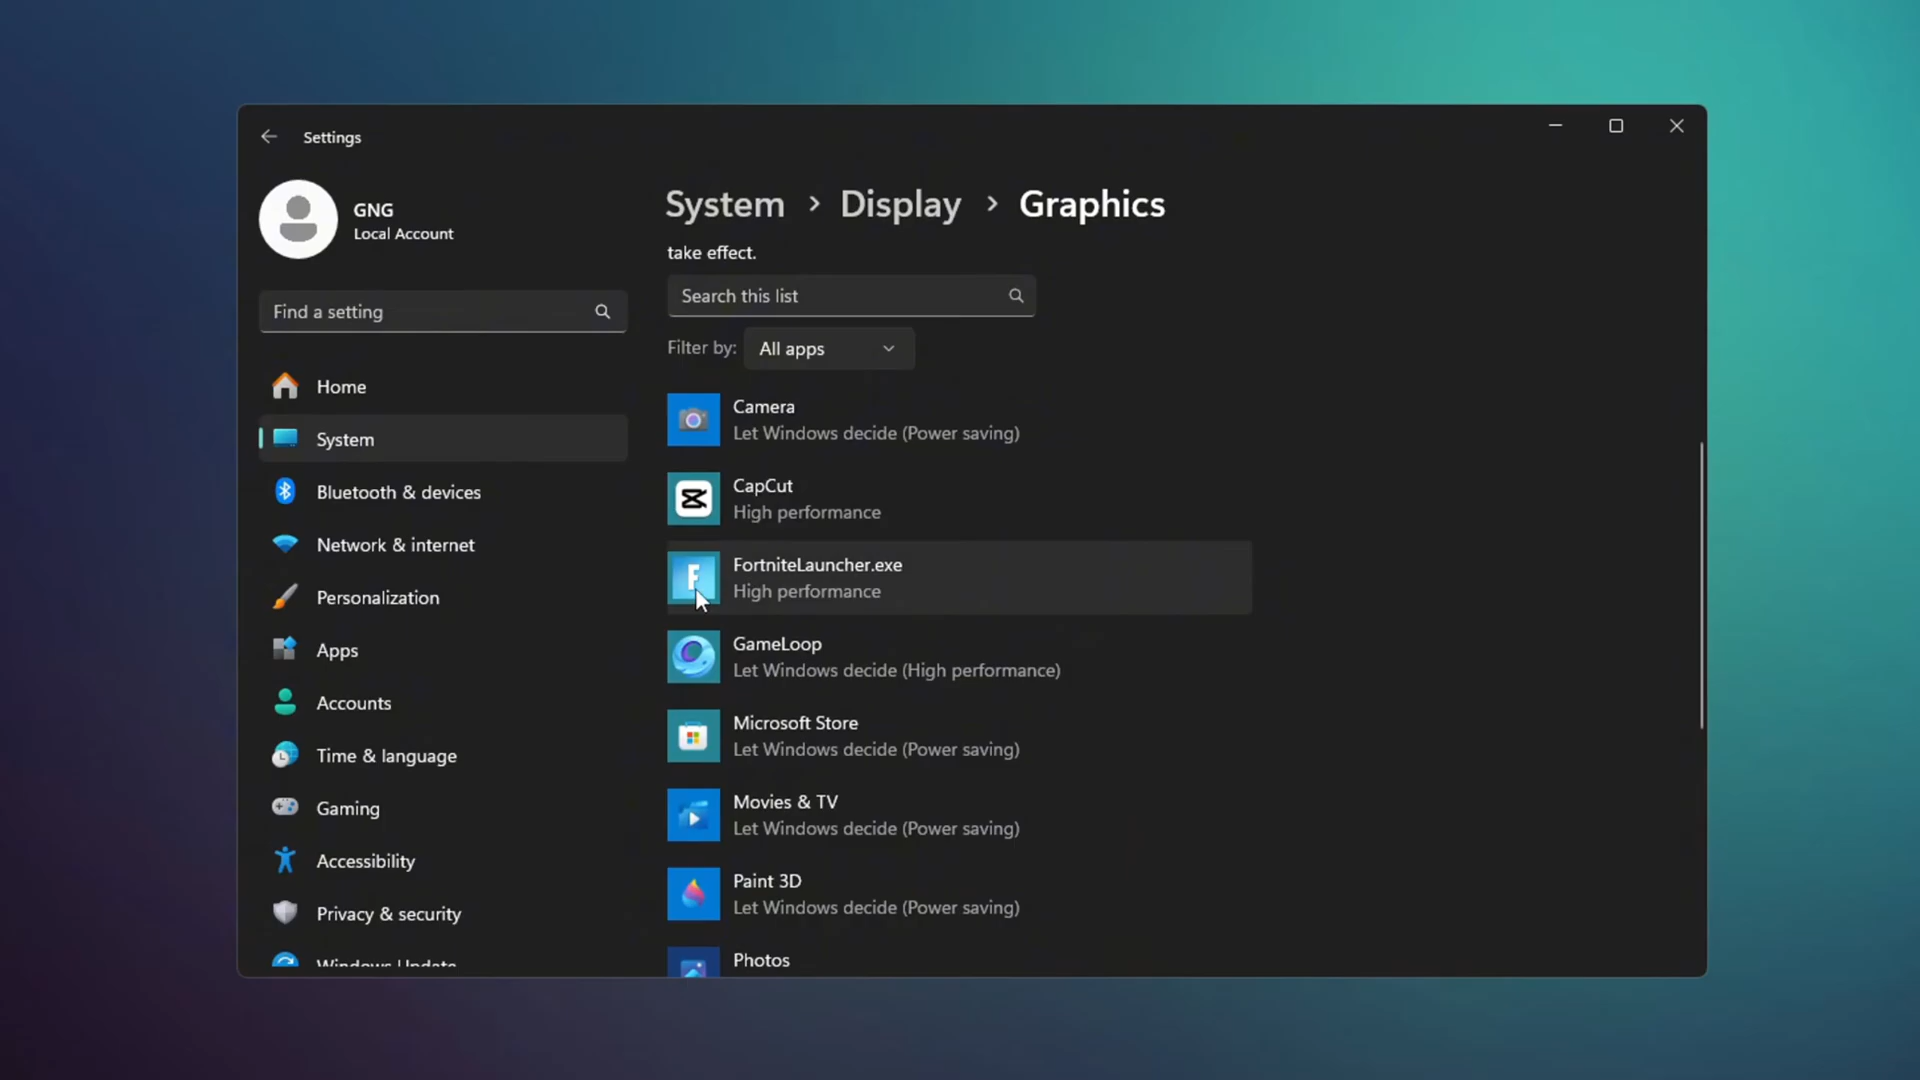 Settings
GNG
Local Account
Find a setting
Home
System
Bluetooth & devices
Network & internet
Personalization
Apps
Accounts
Time & language
Gaming
Accessibility
Privacy & security
Windows Update
System > Display > Graphics
take effect.
Search this list
Filter by: All apps
Camera
Let Windows decide (Power saving)
CapCut
High performance
F
FortniteLauncher.exe
High performance
GameLoop
Let Windows decide (High performance)
Microsoft Store
Let Windows decide (Power saving)
Movies & TV
Let Windows decide (Power saving)
Paint 3D
Let Windows decide (Power saving)
Photos